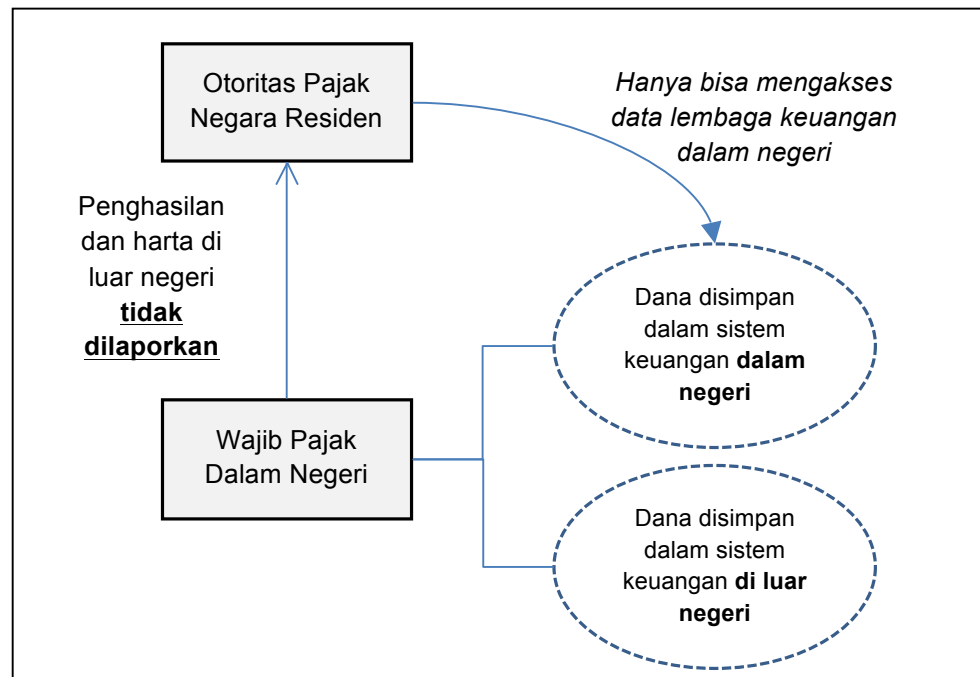 Otoritas Pajak
Negara Residen
Hanya bisa mengakses
data lembaga keuangan
dalam negeri
Penghasilan
dan harta di
luar negeri
tidak
dilaporkan
Dana disimpan
dalam sistem
keuangan dalam
negeri
Wajib Pajak
Dalam Negeri
Dana disimpan
dalam sistem
keuangan di luar
negeri